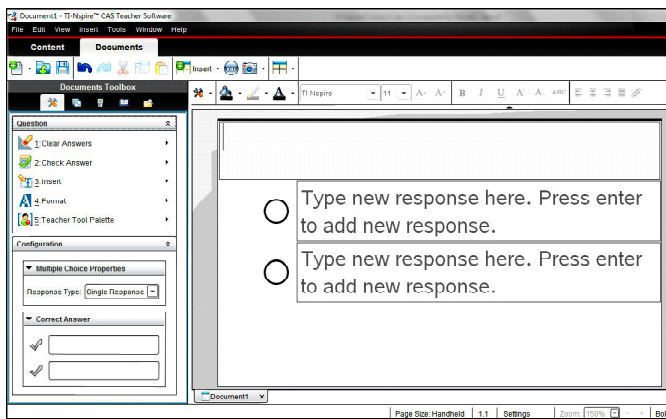 Document1 - TI-Nspire™ CAS Teacher Software
File Edit View Insert Tools Window Help
Content Documents
Insert
Documents Toolbox
TI Nspire 11 A A B I U A A ABC
Question
1:Clear Answers
2:Check Answer
3:Insert
4:Format
5:Teacher Tool Palette
Configuration
Multiple Choice Properties
Response Type: Single Response
Correct Answer
Type new response here. Press enter
to add new response.
Type new response here. Press enter
to add new response.
Document1
Page Size: Handheld 1.1 Settings Zoom: 150% Bol